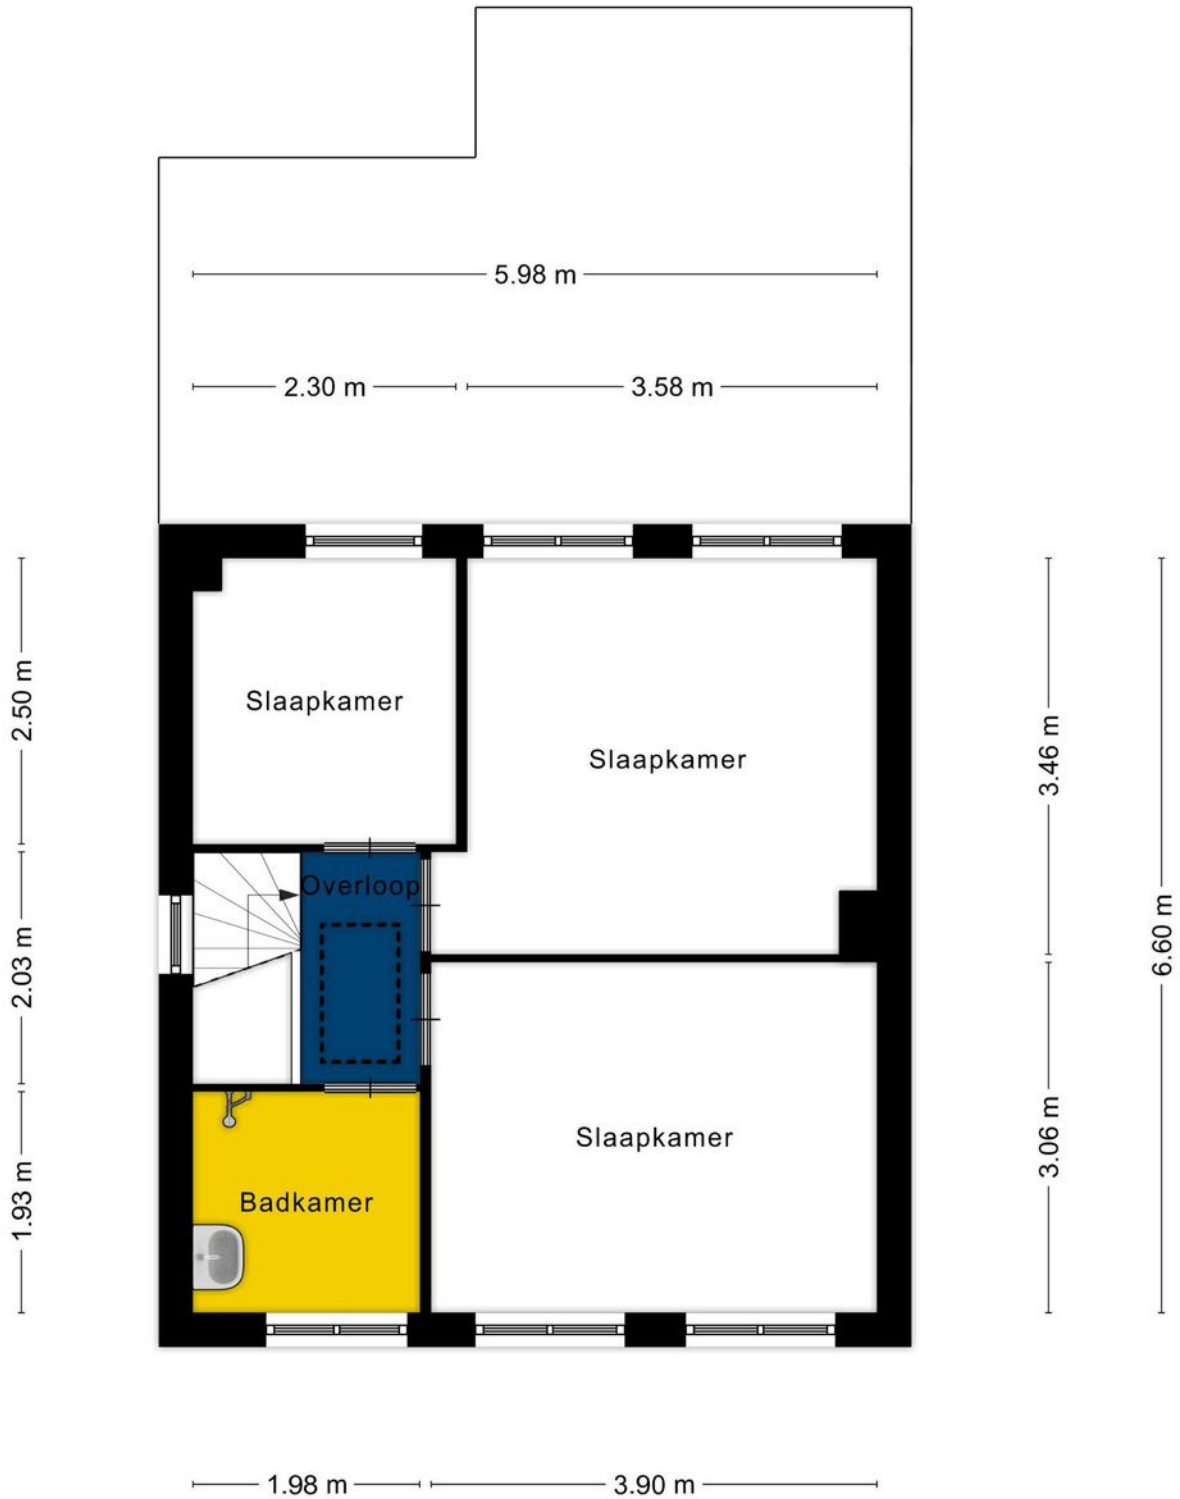 5.98 m
2.30 m
3.58 m
2.50 m
Slaapkamer
Slaapkamer
3.46 m
Overloop
2.03 m
6.60 m
Slaapkamer
3.06 m
1.93 m
Badkamer
1.98 m
3.90 m